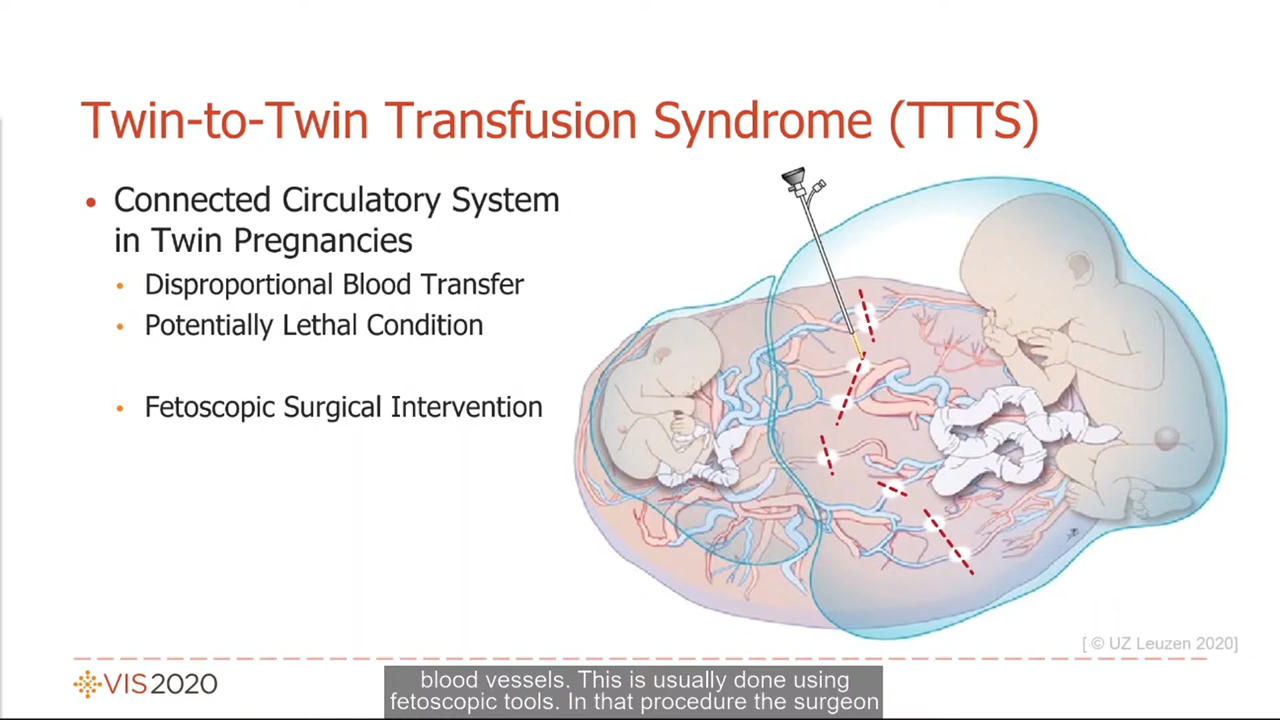 Twin-to-Twin Transfusion Syndrome (TTTS)
Connected Circulatory System
in Twin Pregnancies
Disproportional Blood Transfer
Potentially Lethal Condition
Fetoscopic Surgical Intervention
[ © UZ Leuzen 2020]
VIS2020
blood vessels. This is usually done using
fetoscopic tools. In that procedure the surgeon